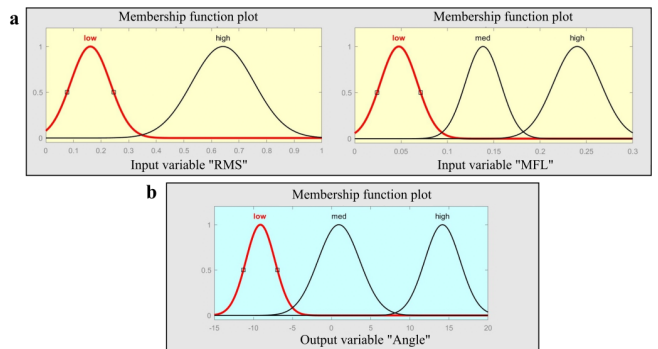 a
Membership function plot
low high
1
0.5
0
0 0.1 0.2 0.3 0.4 0.5 0.6 0.7 0.8 0.9 1
Input variable "RMS"
Membership function plot
low med high
1
0.5
0
0 0.05 0.1 0.15 0.2 0.25 0.3
Input variable "MFL"
b
Membership function plot
low med high
1
0.5
0
-15 -10 -5 0 5 10 15 20
Output variable "Angle"